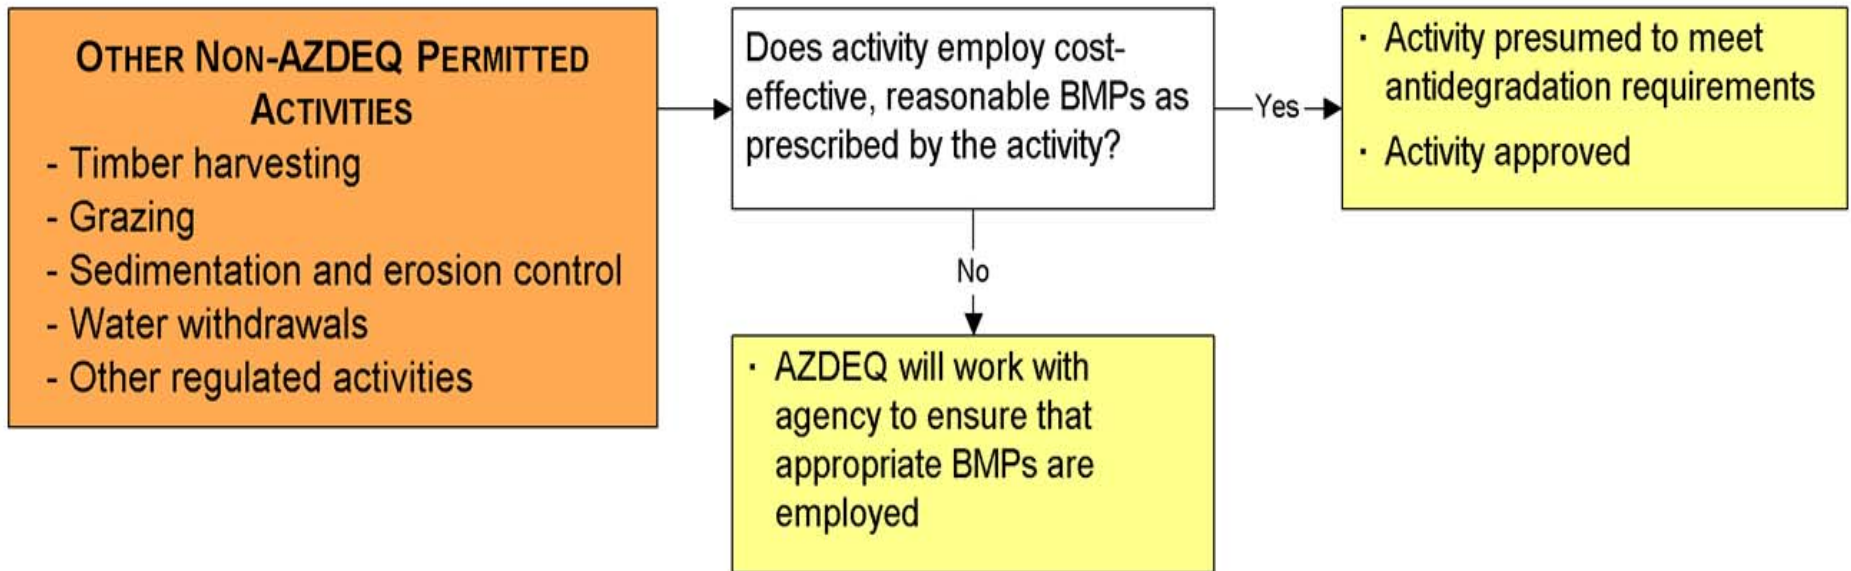 OTHER NON-AZDEQ PERMITTED
ACTIVITIES
- Timber harvesting
- Grazing
- Sedimentation and erosion control
- Water withdrawals
- Other regulated activities
Does activity employ cost-
effective, reasonable BMPs as
prescribed by the activity?
Yes
· Activity presumed to meet
antidegradation requirements
· Activity approved
No
· AZDEQ will work with
agency to ensure that
appropriate BMPs are
employed